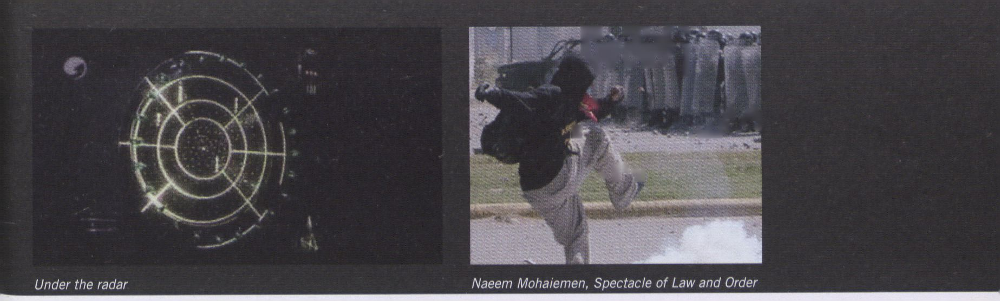 Under the radar
Naeem Mohaiemen, Spectacle of Law and Order